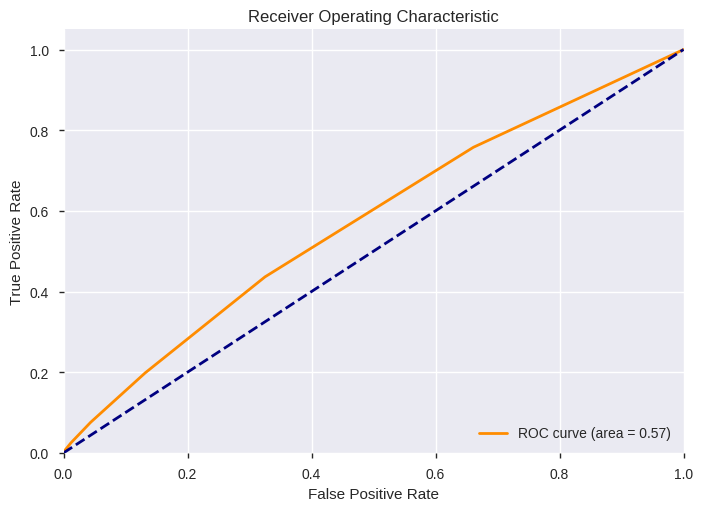 Receiver Operating Characteristic
True Positive Rate
1.0
0.8
0.6
0.4
0.2
0.0
ROC curve (area = 0.57)
0.0 0.2 0.4 0.6 0.8 1.0
False Positive Rate